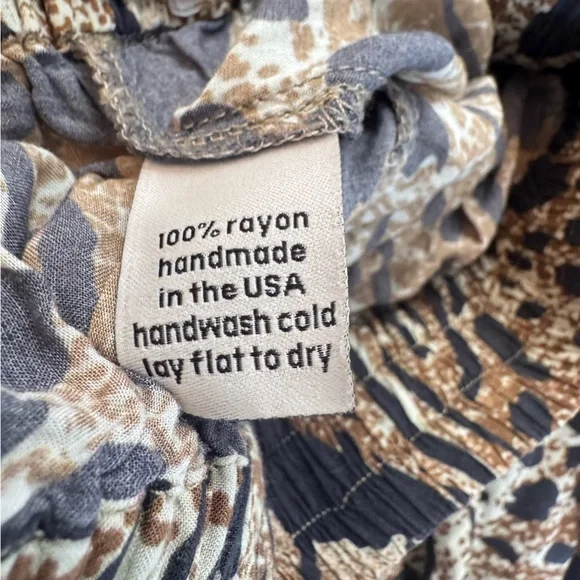 100% rayon
handmade
in the USA
handwash cold
lay flat to dry